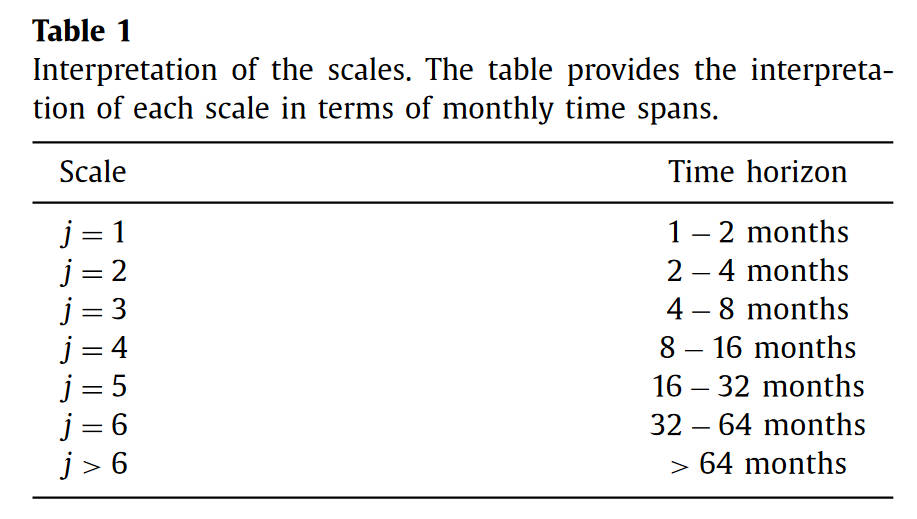 Table 1
Interpretation of the scales. The table provides the interpreta-
tion of each scale in terms of monthly time spans.
Scale Time horizon
j = 1 1 – 2 months
j = 2 2 – 4 months
j = 3 4 – 8 months
j = 4 8 – 16 months
j = 5 16 – 32 months
j = 6 32 – 64 months
j > 6 > 64 months